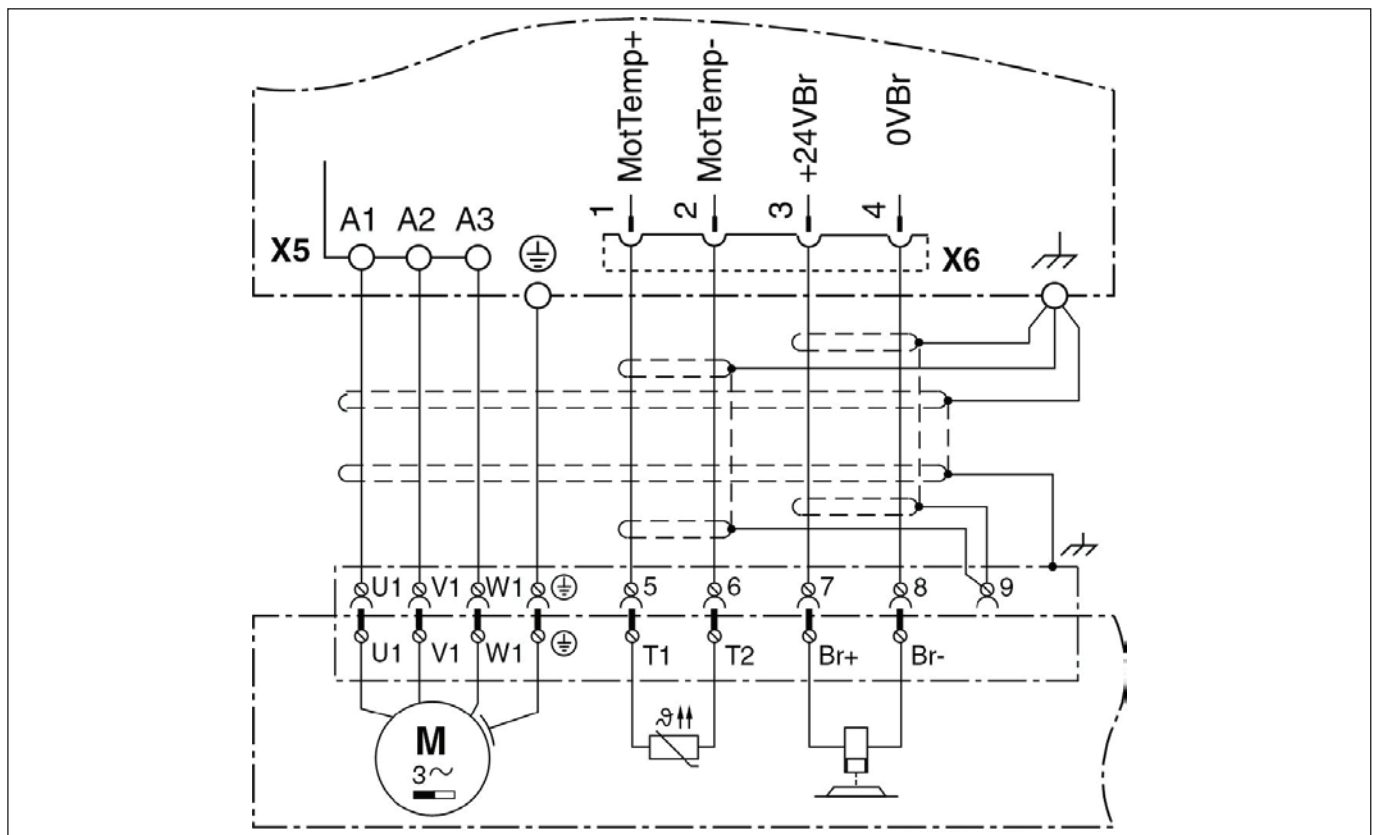 MotTemp+ MotTemp- +24VBr 0VBr
1 2 3 4
A1 A2 A3
X5 X6
U1 V1 W1 5 6 7 8 9
U1 V1 W1 T1 T2 Br+ Br-
ϑ
M
3~